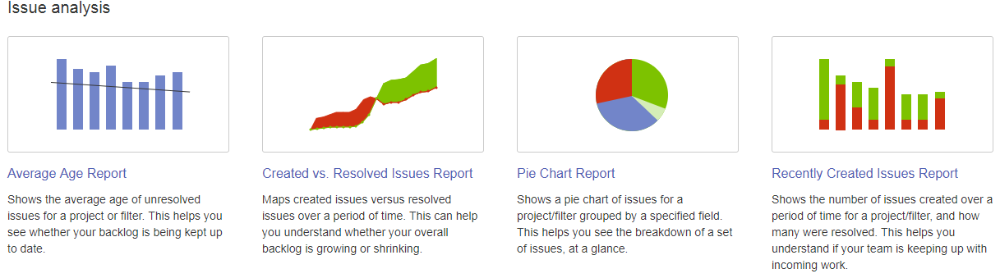 Issue analysis
Average Age Report
Shows the average age of unresolved
issues for a project or filter. This helps you
see whether your backlog is being kept up
to date.
Created vs. Resolved Issues Report
Maps created issues versus resolved
issues over a period of time. This can help
you understand whether your overall
backlog is growing or shrinking.
Pie Chart Report
Shows a pie chart of issues for a
project/filter grouped by a specified field.
This helps you see the breakdown of a set
of issues, at a glance.
Recently Created Issues Report
Shows the number of issues created over a
period of time for a project/filter, and how
many were resolved. This helps you
understand if your team is keeping up with
incoming work.